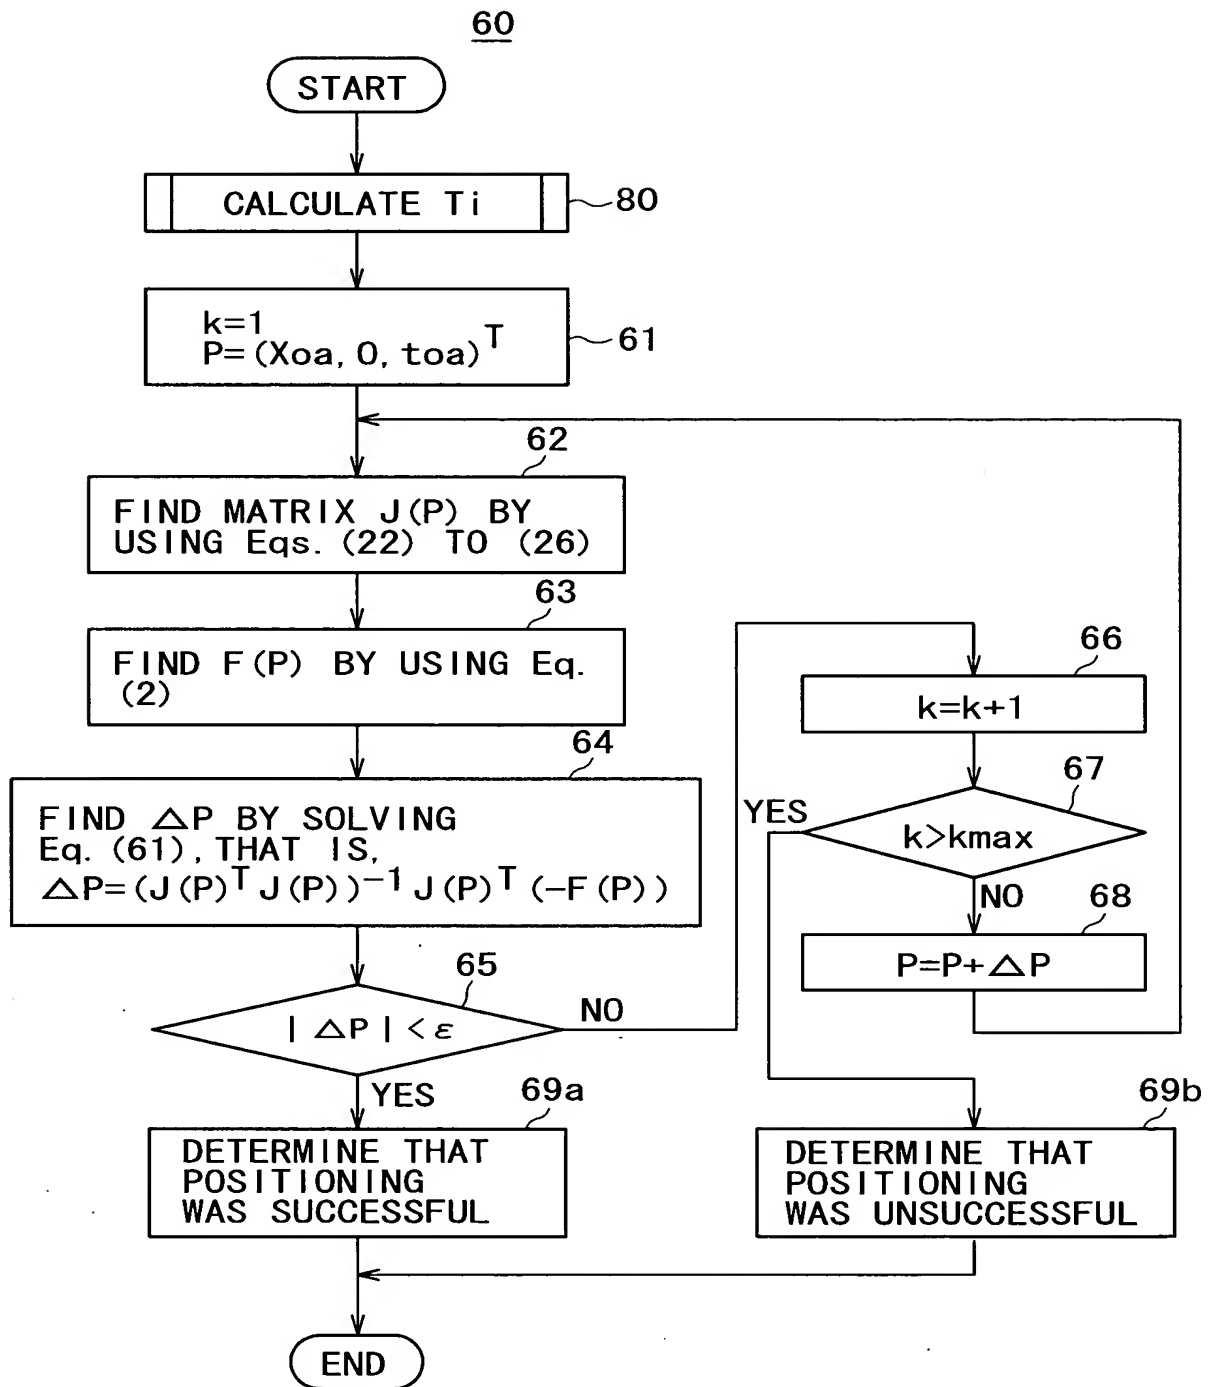 60
START
CALCULATE Ti
80
k=1
P=(Xoa, 0, toa)^T
61
62
FIND MATRIX J(P) BY
USING Eqs. (22) TO (26)
63
FIND F(P) BY USING Eq.
(2)
64
FIND △P BY SOLVING
Eq. (61), THAT IS,
△P=(J(P)^T J(P))^-1 J(P)^T (-F(P))
65
| △P | < ε
NO
YES
66
k=k+1
67
YES
k>kmax
NO
68
P=P+△P
69a
DETERMINE THAT
POSITIONING
WAS SUCCESSFUL
69b
DETERMINE THAT
POSITIONING
WAS UNSUCCESSFUL
END